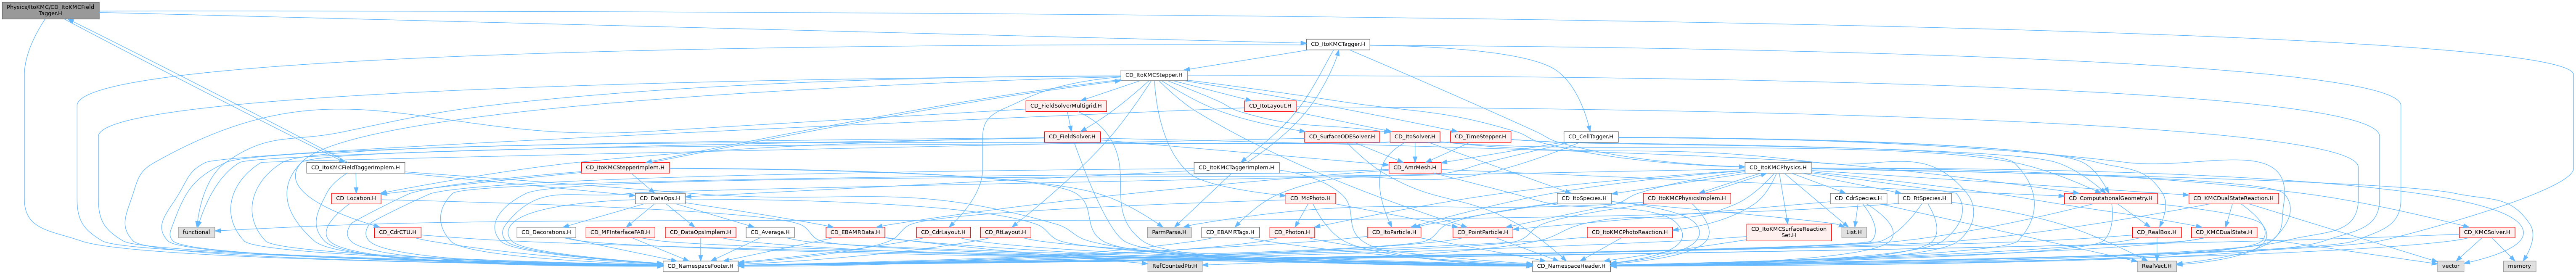 Physics/ItoKMC/CD_ItoKMCField
Tagger.H
CD_ItoKMCTagger.H
CD_ItoKMCStepper.H
CD_FieldSolverMultigrid.H
CD_ItoLayout.H
CD_FieldSolver.H
CD_SurfaceODESolver.H
CD_ItoSolver.H
CD_TimeStepper.H
CD_CellTagger.H
CD_ItoKMCFieldTaggerImplem.H
CD_ItoKMCStepperImplem.H
CD_ItoKMCTaggerImplem.H
CD_AmrMesh.H
CD_ItoKMCPhysics.H
CD_Location.H
CD_DataOps.H
CD_McPhoto.H
CD_ItoSpecies.H
CD_ItoKMCPhysicsImplem.H
CD_CdrSpecies.H
CD_RtSpecies.H
CD_ComputationalGeometry.H
CD_KMCDualStateReaction.H
functional
CD_CdrCTU.H
CD_Decorations.H
CD_MFInterfaceFAB.H
CD_DataOpsImplem.H
CD_Average.H
CD_EBAMRData.H
CD_CdrLayout.H
CD_RtLayout.H
ParmParse.H
CD_EBAMRTags.H
CD_Photon.H
CD_ItoParticle.H
CD_PointParticle.H
CD_ItoKMCPhotoReaction.H
CD_ItoKMCSurfaceReaction
Set.H
List.H
CD_RealBox.H
CD_KMCDualState.H
CD_KMCSolver.H
CD_NamespaceFooter.H
RefCountedPtr.H
CD_NamespaceHeader.H
RealVect.H
vector
memory